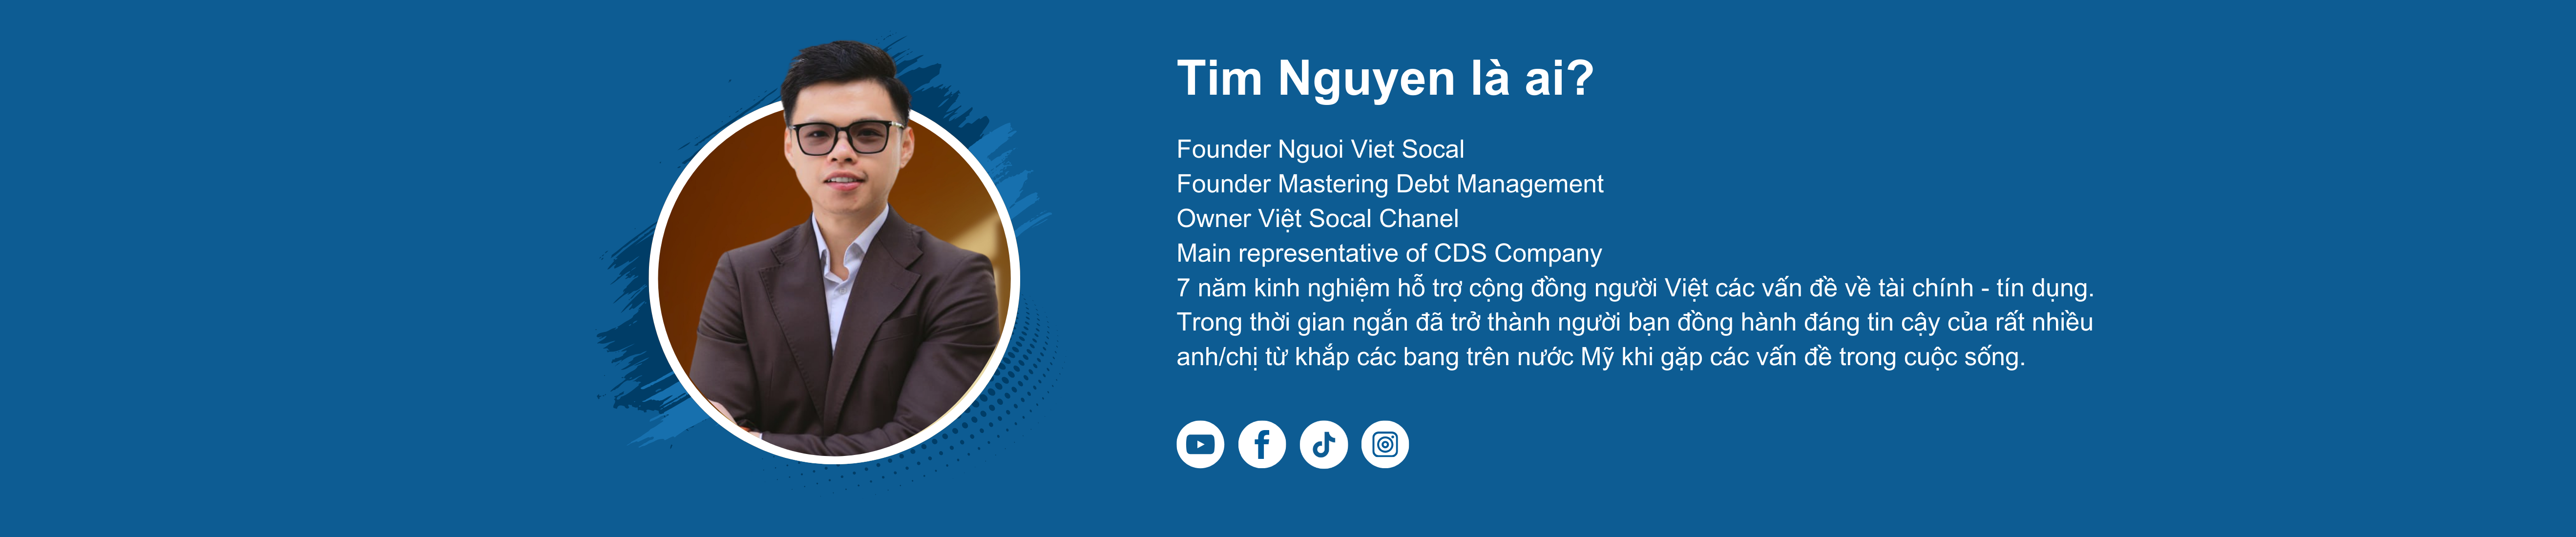 Tim Nguyen là ai?
Founder Nguoi Viet Socal
Founder Mastering Debt Management
Owner Việt Socal Chanel
Main representative of CDS Company
7 năm kinh nghiệm hỗ trợ cộng đồng người Việt các vấn đề về tài chính - tín dụng.
Trong thời gian ngắn đã trở thành người bạn đồng hành đáng tin cậy của rất nhiều
anh/chị từ khắp các bang trên nước Mỹ khi gặp các vấn đề trong cuộc sống.